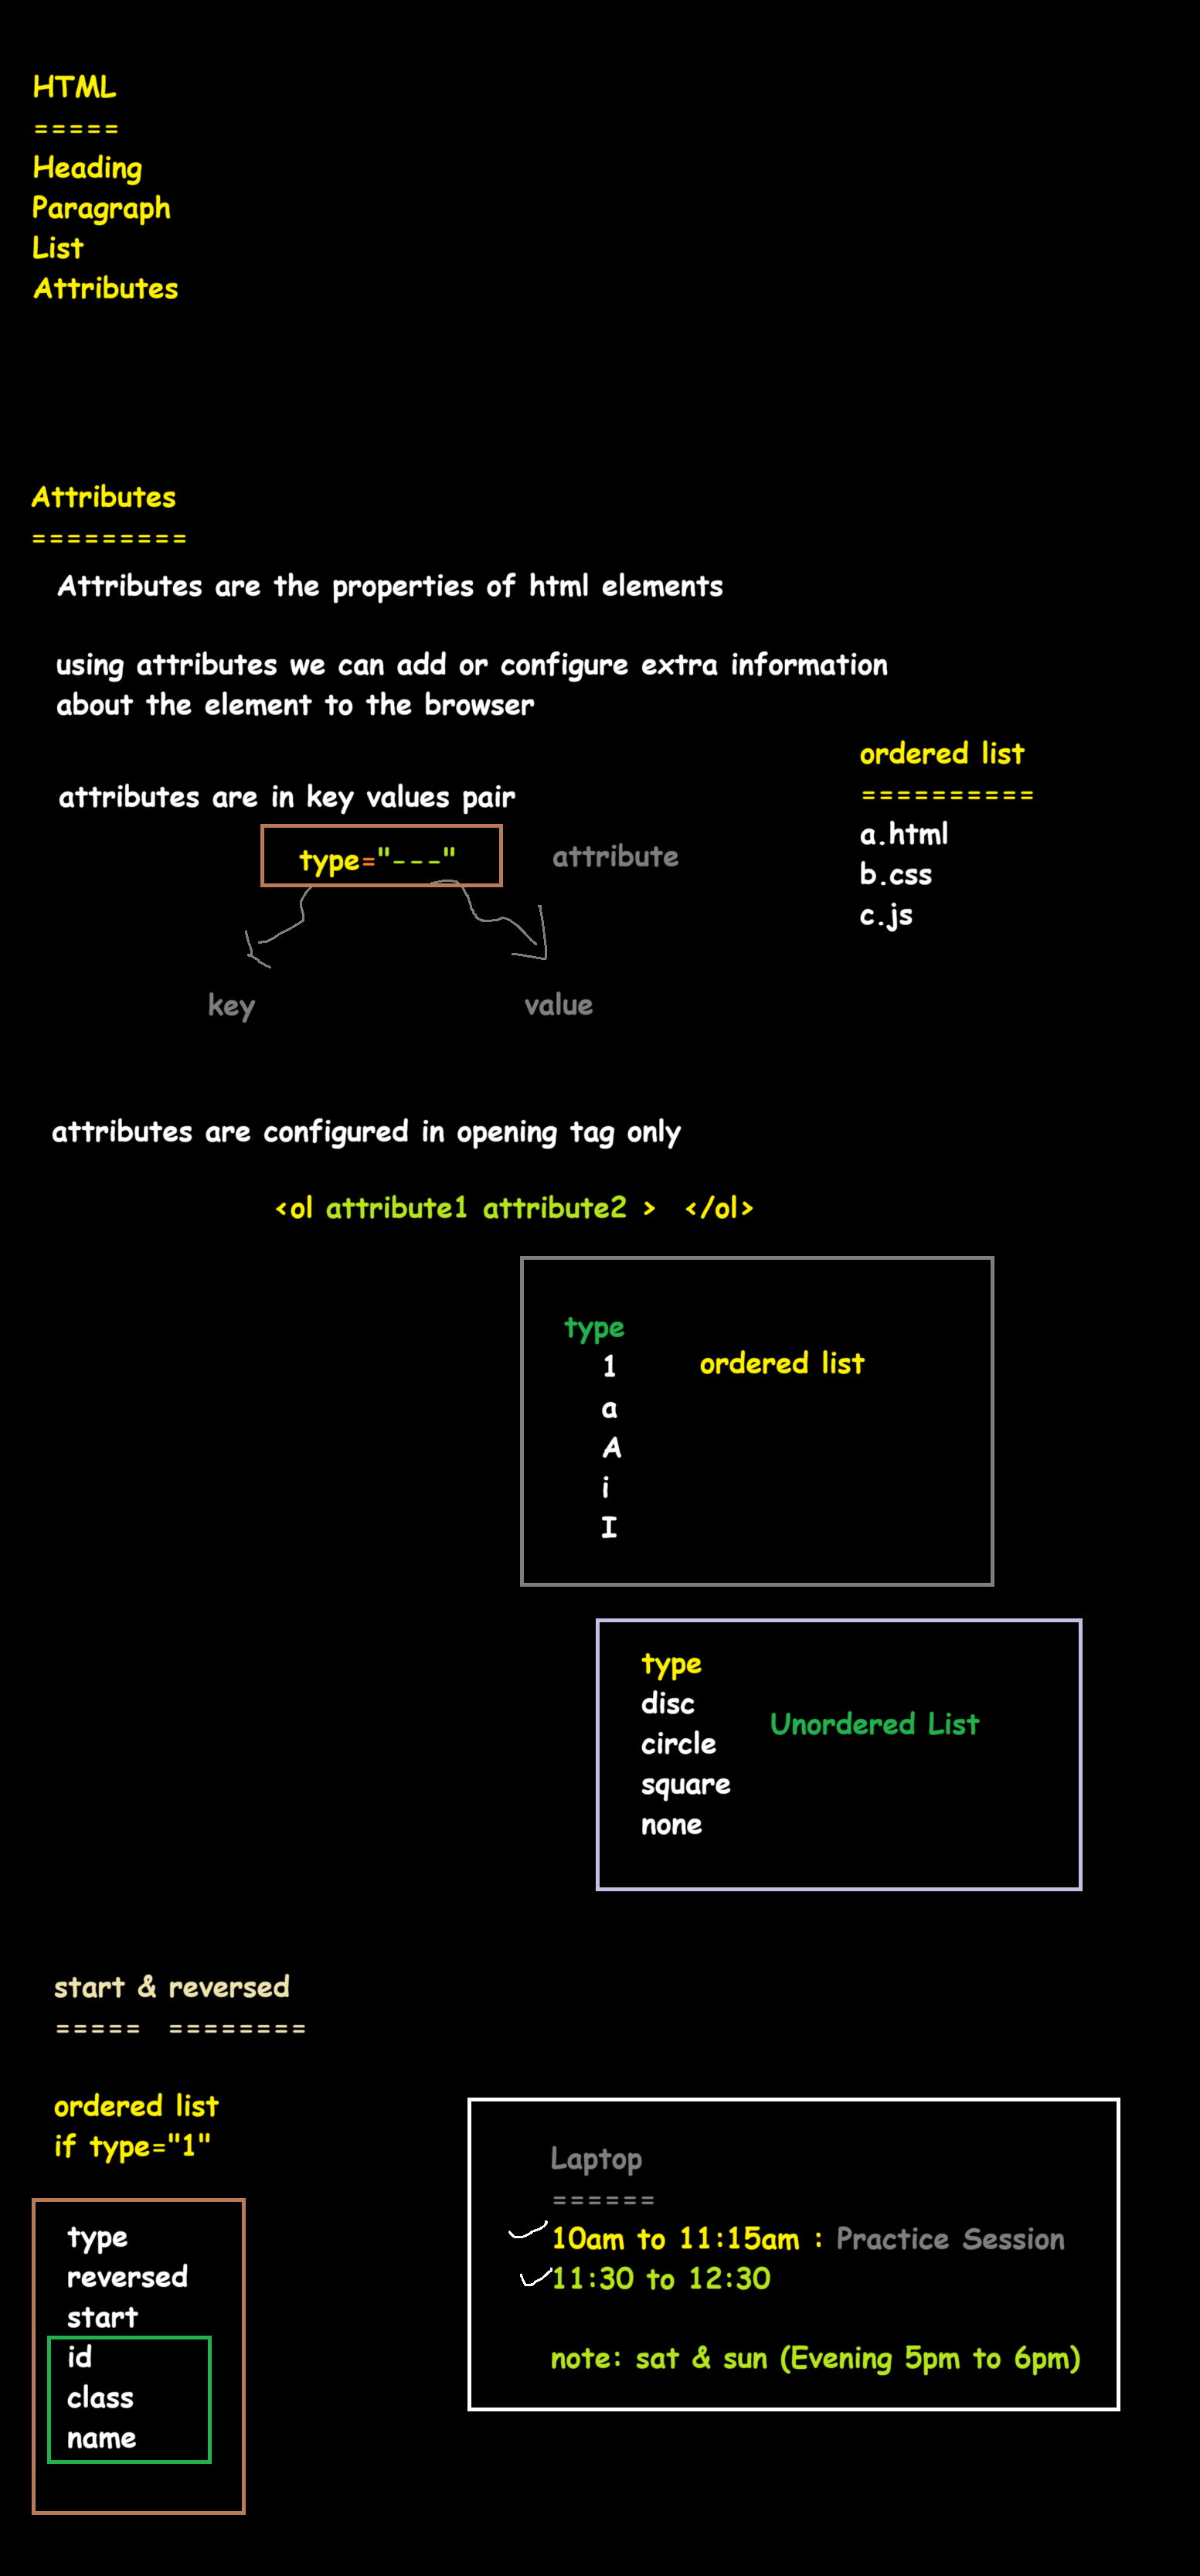 HTML
=====
Heading
Paragraph
List
Attributes
Attributes
=========
Attributes are the properties of html elements
using attributes we can add or configure extra information
about the element to the browser
attributes are in key values pair
type="---"
attribute
key
value
ordered list
==========
a.html
b.css
c.js
attributes are configured in opening tag only
<ol attribute1 attribute2 > </ol>
type
1
a
A
i
I
ordered list
type
disc
circle
square
none
Unordered List
start & reversed
===== ========
ordered list
if type="1"
type
reversed
start
id
class
name
Laptop
======
10am to 11:15am : Practice Session
11:30 to 12:30
note: sat & sun (Evening 5pm to 6pm)